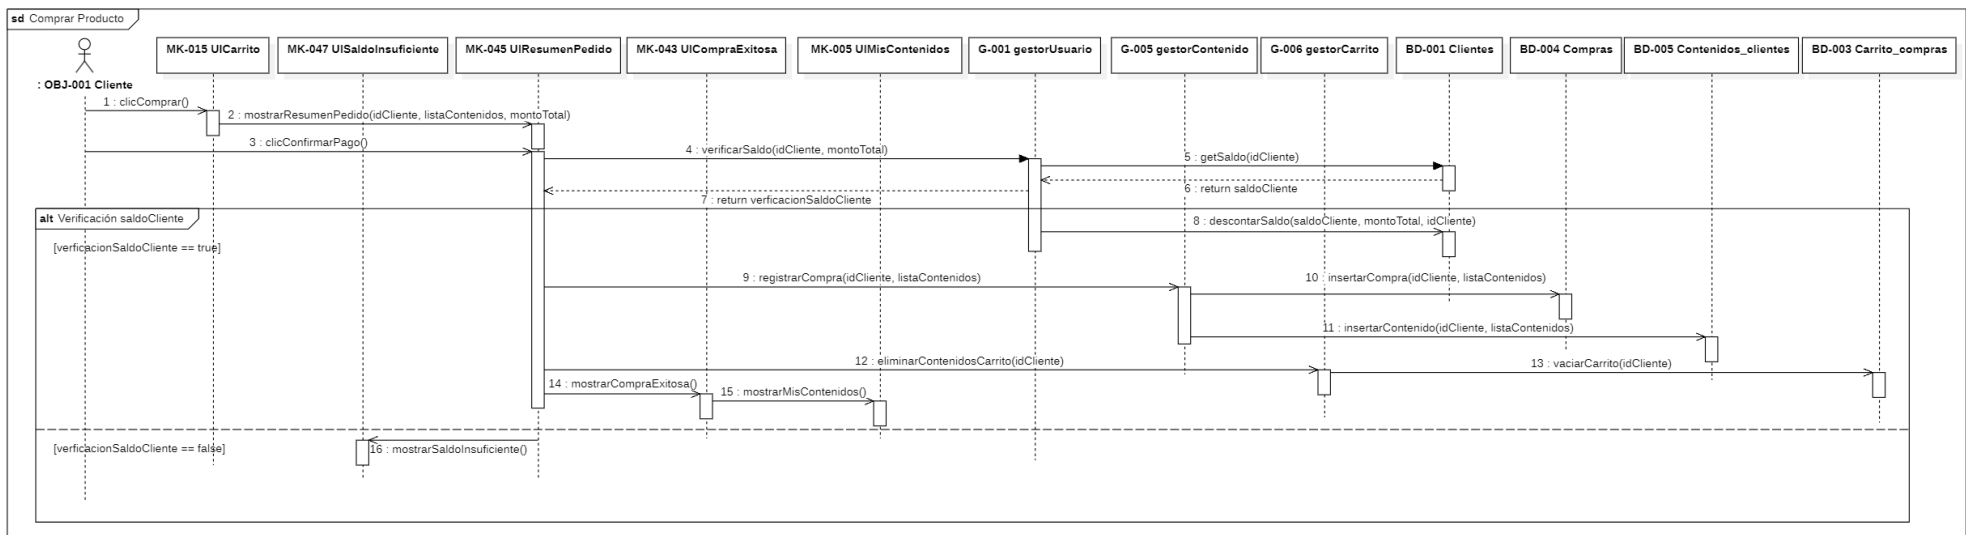 sd Comprar Producto
MK-015 UICarrito
MK-047 UISaldoInsuficiente
MK-045 UIResumenPedido
MK-043 UICompraExitosa
MK-005 UIMisContenidos
G-001 gestorUsuario
G-005 gestorContenido
G-006 gestorCarrito
BD-001 Clientes
BD-004 Compras
BD-005 Contenidos_clientes
BD-003 Carrito_compras
: OBJ-001 Cliente
1 : clicComprar()
2 : mostrarResumenPedido(idCliente, listaContenidos, montoTotal)
3 : clicConfirmarPago()
4 : verificarSaldo(idCliente, montoTotal)
5 : getSaldo(idCliente)
6 : return saldoCliente
7 : return verficacionSaldoCliente
alt Verificación saldoCliente
8 : descontarSaldo(saldoCliente, montoTotal, idCliente)
[verficacionSaldoCliente == true]
9 : registrarCompra(idCliente, listaContenidos)
10 : insertarCompra(idCliente, listaContenidos)
11 : insertarContenido(idCliente, listaContenidos)
12 : eliminarContenidosCarrito(idCliente)
13 : vaciarCarrito(idCliente)
14 : mostrarCompraExitosa()
15 : mostrarMisContenidos()
[verficacionSaldoCliente == false]
16 : mostrarSaldoInsuficiente()